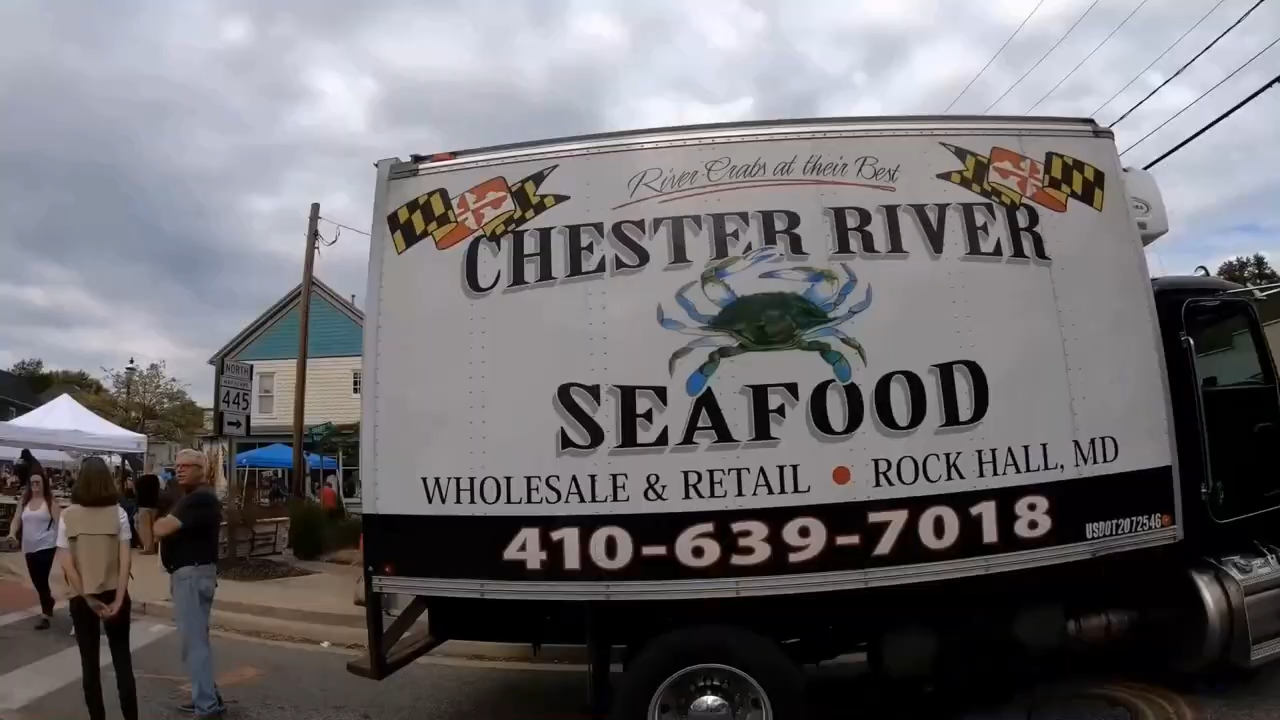 River Crabs at their Best
CHESTER RIVER
SEAFOOD
WHOLESALE & RETAIL • ROCK HALL, MD
410-639-7018
USDOT2072546
NORTH
MARYLAND
445